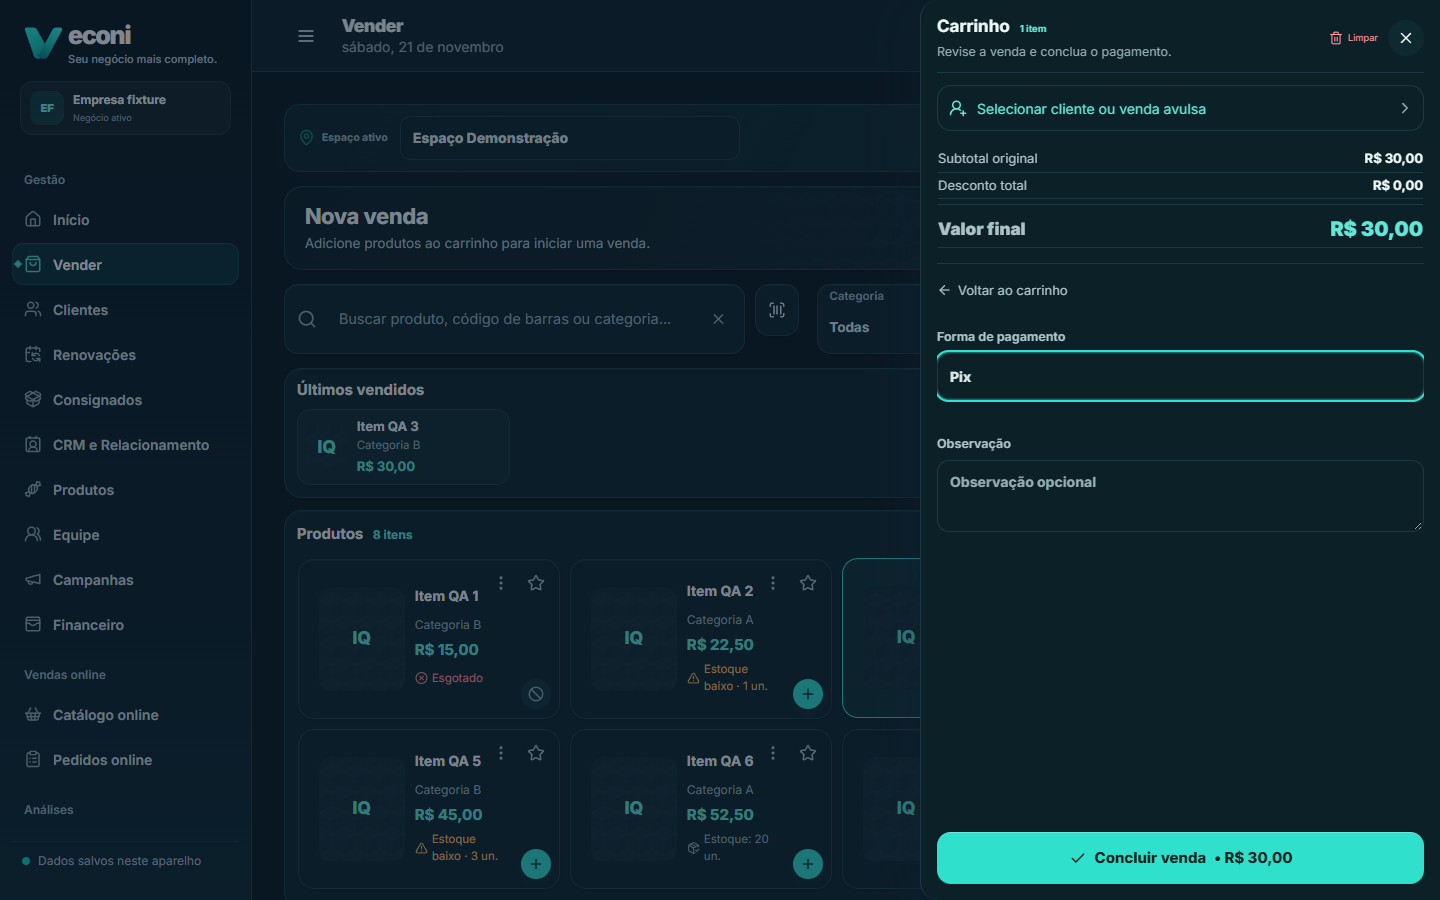 econi
Seu negócio mais completo.
EF
Empresa fixture
Negócio ativo
Gestão
Início
Vender
Clientes
Renovações
Consignados
CRM e Relacionamento
Produtos
Equipe
Campanhas
Financeiro
Vendas online
Catálogo online
Pedidos online
Análises
Dados salvos neste aparelho
Vender
sábado, 21 de novembro
Espaço ativo
Espaço Demonstração
Nova venda
Adicione produtos ao carrinho para iniciar uma venda.
Buscar produto, código de barras ou categoria...
Categoria
Todas
Últimos vendidos
IQ
Item QA 3
Categoria B
R$ 30,00
Produtos 8 itens
IQ
Item QA 1
Categoria B
R$ 15,00
Esgotado
IQ
Item QA 2
Categoria A
R$ 22,50
Estoque
baixo · 1 un.
IQ
IQ
Item QA 5
Categoria B
R$ 45,00
Estoque
baixo · 3 un.
IQ
Item QA 6
Categoria A
R$ 52,50
Estoque: 20
un.
IQ
Carrinho 1 item
Revise a venda e conclua o pagamento.
Limpar
Selecionar cliente ou venda avulsa
Subtotal original R$ 30,00
Desconto total R$ 0,00
Valor final R$ 30,00
Voltar ao carrinho
Forma de pagamento
Pix
Observação
Observação opcional
Concluir venda • R$ 30,00